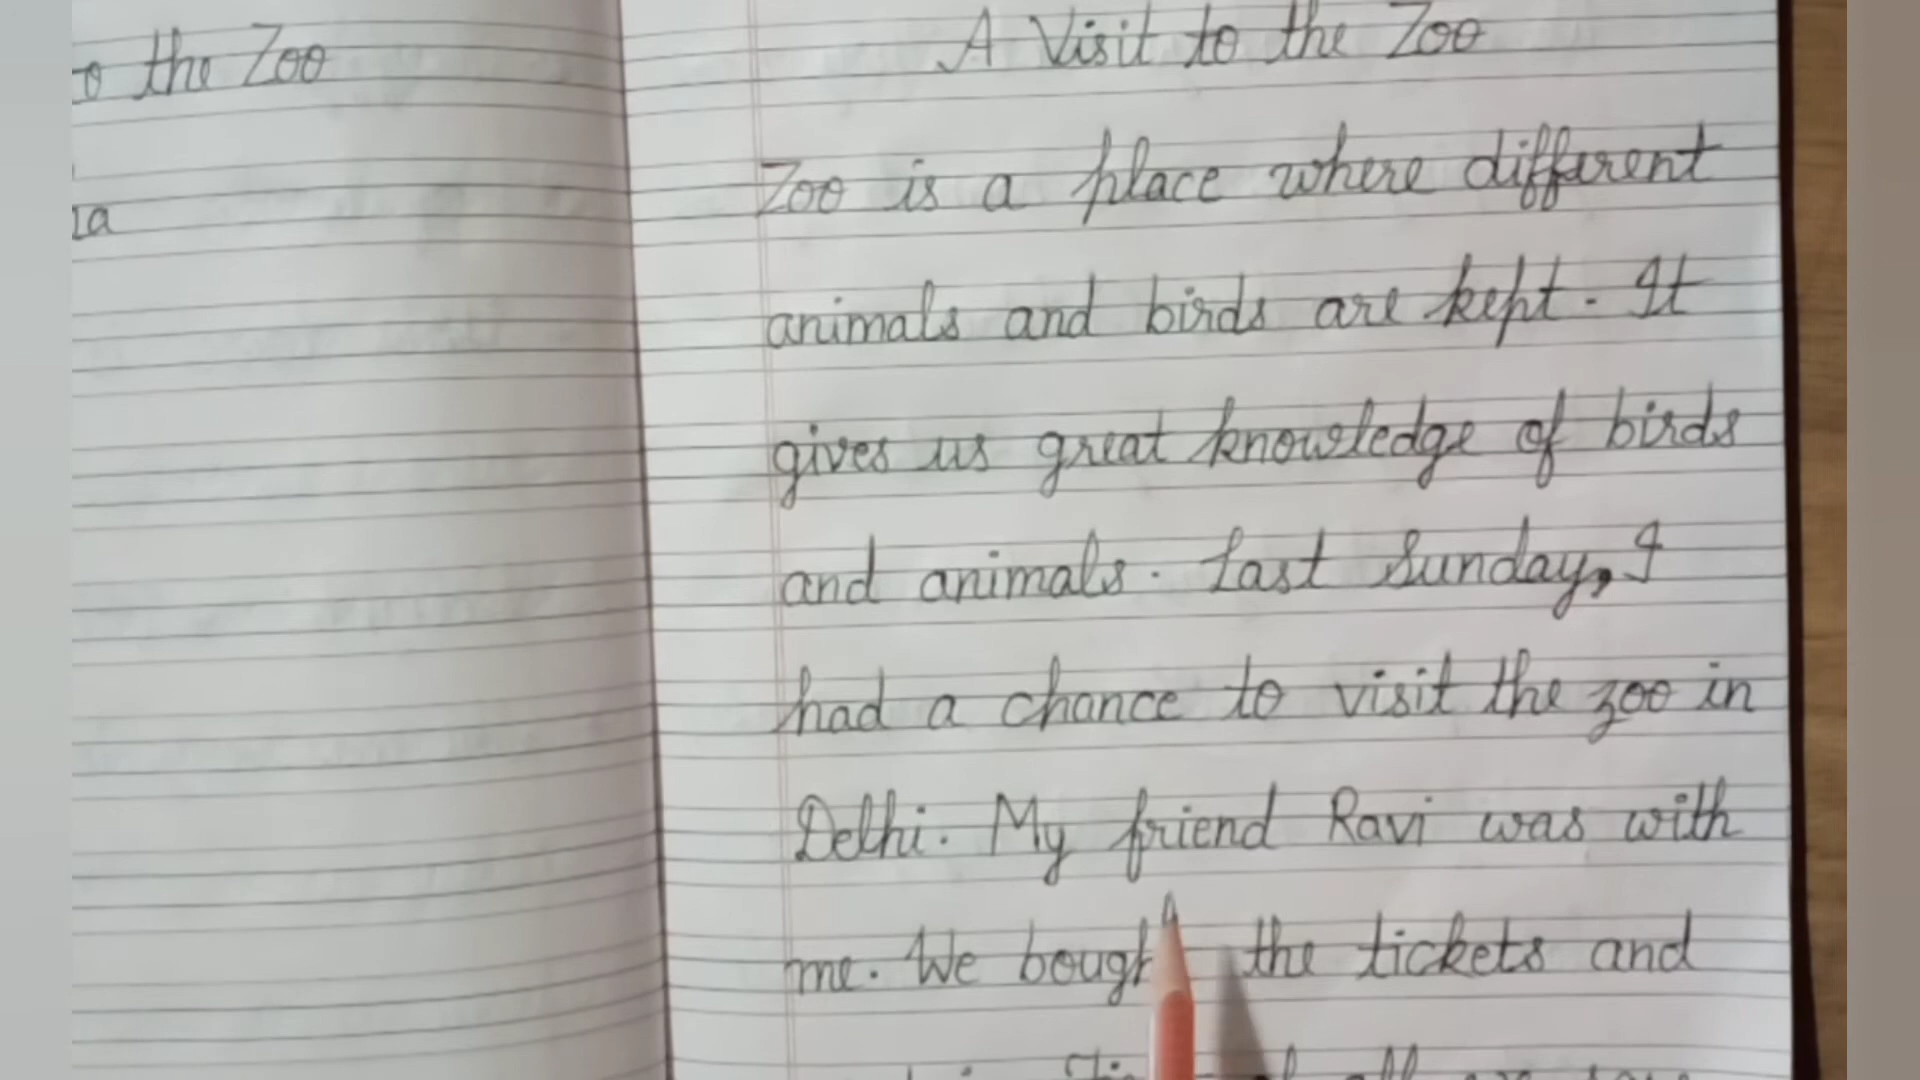 the Zoo
A Visit to the Zoo
Zoo is a place where different
animals and birds are kept. It
gives us great knowledge of birds
and animals. Last Sunday, I
had a chance to visit the zoo in
Delhi. My friend Ravi was with
me. We bought the tickets and